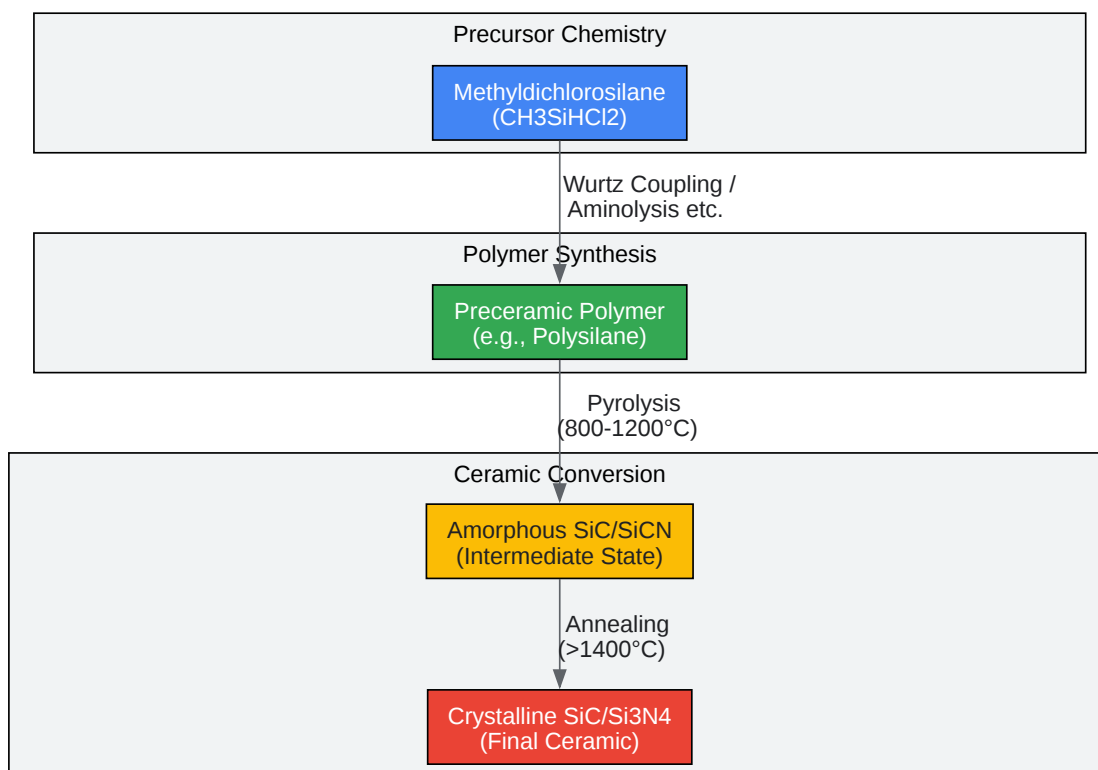 Precursor Chemistry
Methyldichlorosilane
(CH3SiHCl2)
Wurtz Coupling /
Aminolysis etc.
Polymer Synthesis
Preceramic Polymer
(e.g., Polysilane)
Pyrolysis
(800-1200°C)
Ceramic Conversion
Amorphous SiC/SiCN
(Intermediate State)
Annealing
(>1400°C)
Crystalline SiC/Si3N4
(Final Ceramic)